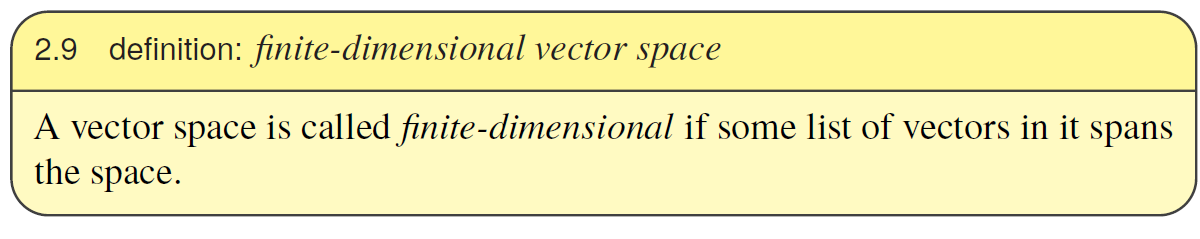 2.9 definition: finite-dimensional vector space
A vector space is called finite-dimensional if some list of vectors in it spans
the space.